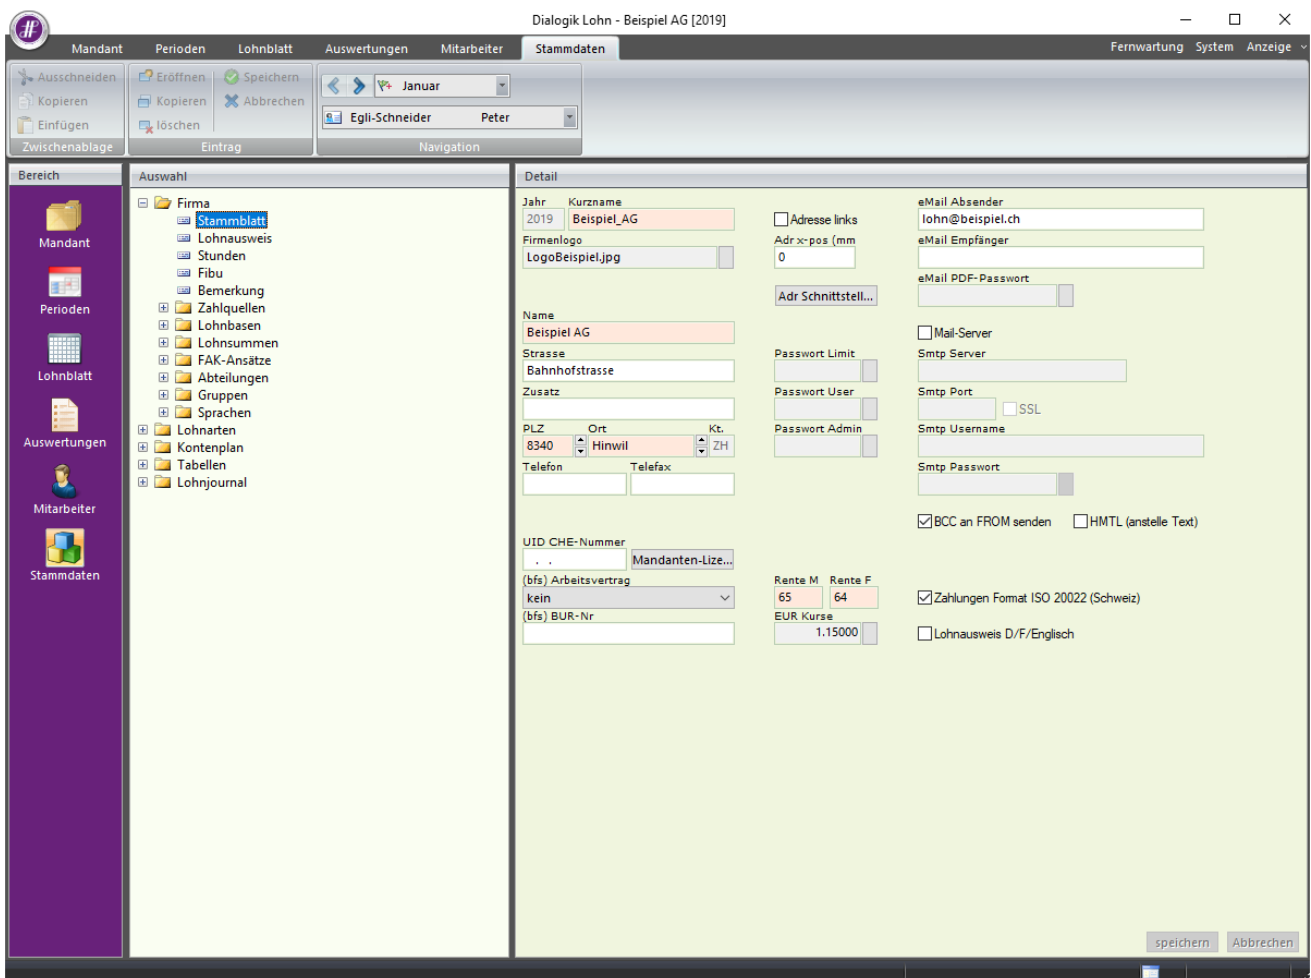 Dialogik Lohn - Beispiel AG [2019]
Mandant Perioden Lohnblatt Auswertungen Mitarbeiter Stammdaten Fernwartung System Anzeige
Ausschneiden Eröffnen Speichern
Januar
Kopieren Kopieren Abbrechen
Egli-Schneider Peter
Einfügen löschen
Zwischenablage Eintrag Navigation
Bereich
Mandant
Perioden
Lohnblatt
Auswertungen
Mitarbeiter
Stammdaten
Auswahl
Firma
Stammblatt
Lohnausweis
Stunden
Fibu
Bemerkung
Zahlquellen
Lohnbasen
Lohnsummen
FAK-Ansätze
Abteilungen
Gruppen
Sprachen
Lohnarten
Kontenplan
Tabellen
Lohnjournal
Detail
Jahr Kurzname eMail Absender
2019 Beispiel_AG Adresse links lohn@beispiel.ch
Firmenlogo Adr x-pos (mm eMail Empfänger
LogoBeispiel.jpg 0
eMail PDF-Passwort
Adr Schnittstell...
Name
Beispiel AG Mail-Server
Strasse Passwort Limit Smtp Server
Bahnhofstrasse
Zusatz Passwort User Smtp Port
SSL
PLZ Ort Kt. Passwort Admin Smtp Username
8340 Hinwil ZH
Telefon Telefax Smtp Passwort
BCC an FROM senden HMTL (anstelle Text)
UID CHE-Nummer
. . Mandanten-Lize...
(bfs) Arbeitsvertrag Rente M Rente F
kein 65 64 Zahlungen Format ISO 20022 (Schweiz)
(bfs) BUR-Nr EUR Kurse
1.15000 Lohnausweis D/F/Englisch
speichern Abbrechen